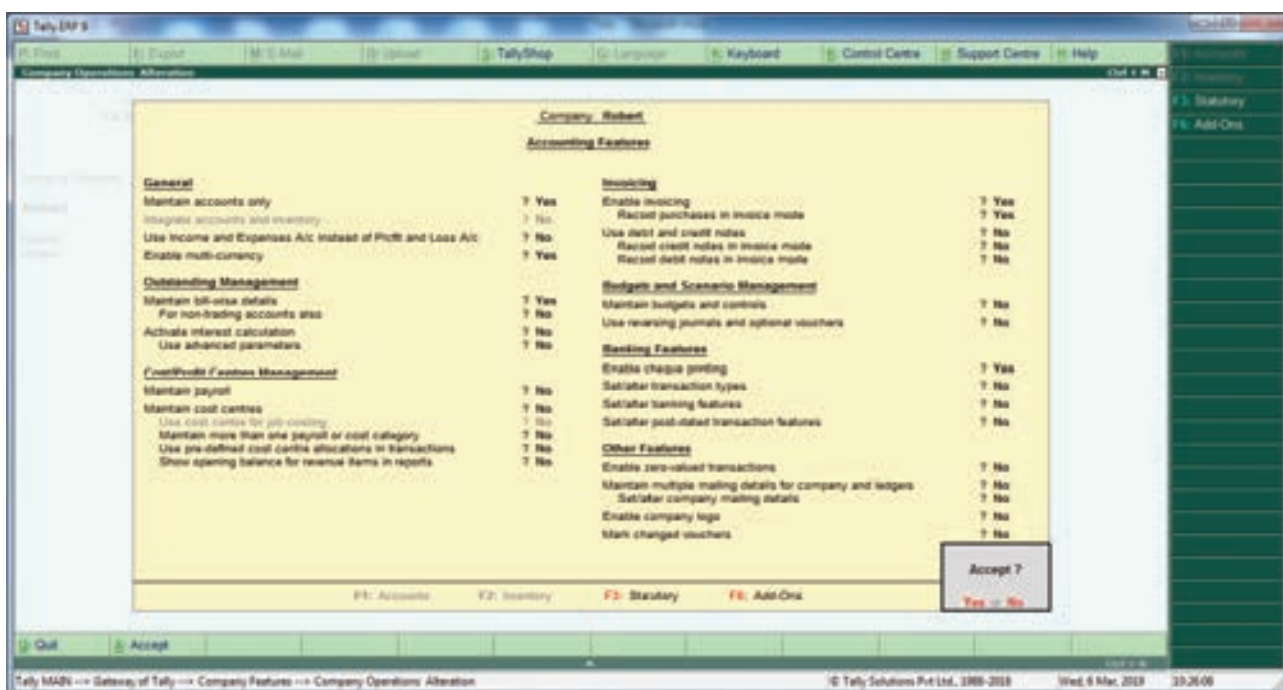 Tally.ERP 9
P: Print E: Export M: E-Mail O: Upload S: TallyShop G: Language K: Keyboard Control Centre Support Centre H: Help F1: Accounts
Company Operations Alteration Ctrl + M F2: Inventory
F3: Statutory
F6: Add-Ons
Company: Robert
Accounting Features
General
Maintain accounts only ? Yes
Integrate accounts and inventory ? No
Use Income and Expenses A/c instead of Profit and Loss A/c ? No
Enable multi-currency ? Yes
Outstanding Management
Maintain bill-wise details ? Yes
For non-trading accounts also ? No
Activate interest calculation ? No
Use advanced parameters ? No
Cost/Profit Centres Management
Maintain payroll ? No
Maintain cost centres ? No
Use cost centre for job costing ? No
Maintain more than one payroll or cost category ? No
Use pre-defined cost centre allocations in transactions ? No
Show opening balance for revenue items in reports ? No
Invoicing
Enable invoicing ? Yes
Record purchases in invoice mode ? Yes
Use debit and credit notes ? No
Record credit notes in invoice mode ? No
Record debit notes in invoice mode ? No
Budgets and Scenario Management
Maintain budgets and controls ? No
Use reversing journals and optional vouchers ? No
Banking Features
Enable cheque printing ? Yes
Set/alter transaction types ? No
Set/alter banking features ? No
Set/alter post-dated transaction features ? No
Other Features
Enable zero-valued transactions ? No
Maintain multiple mailing details for company and ledgers ? No
Set/alter company mailing details ? No
Enable company logo ? No
Mark changed vouchers ? No
Accept ?
Yes or No
F1: Accounts F2: Inventory F3: Statutory F6: Add-Ons
Q: Quit A: Accept
Tally MAIN --> Gateway of Tally --> Company Features --> Company Operations Alteration © Tally Solutions Pvt Ltd., 1988-2018 Wed, 6 Mar, 2019 10:26:06